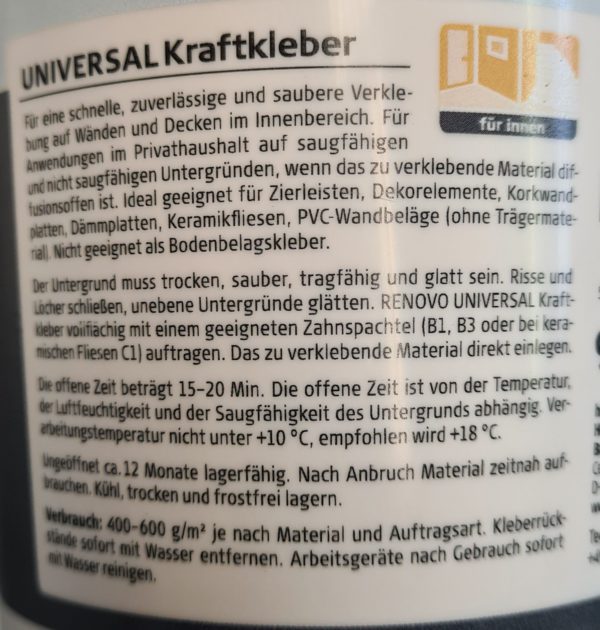 UNIVERSAL Kraftkleber
Für eine schnelle, zuverlässige und saubere Verkle-
bung auf Wänden und Decken im Innenbereich. Für
Anwendungen im Privathaushalt auf saugfähigen
und nicht saugfähigen Untergründen, wenn das zu verklebende Material dif-
fusionsoffen ist. Ideal geeignet für Zierleisten, Dekorelemente, Korkwand-
platten, Dämmplatten, Keramikfliesen, PVC-Wandbeläge (ohne Trägermate-
rial). Nicht geeignet als Bodenbelagskleber.
für innen
Der Untergrund muss trocken, sauber, tragfähig und glatt sein. Risse und
Löcher schließen, unebene Untergründe glätten. RENOVO UNIVERSAL Kraft-
kleber vollflächig mit einem geeigneten Zahnspachtel (B1, B3 oder bei kera-
mischen Fliesen C1) auftragen. Das zu verklebende Material direkt einlegen.
Die offene Zeit beträgt 15–20 Min. Die offene Zeit ist von der Temperatur,
der Luftfeuchtigkeit und der Saugfähigkeit des Untergrunds abhängig. Ver-
arbeitungstemperatur nicht unter +10 °C, empfohlen wird +18 °C.
Ungeöffnet ca. 12 Monate lagerfähig. Nach Anbruch Material zeitnah auf-
brauchen. Kühl, trocken und frostfrei lagern.
Verbrauch: 400–600 g/m² je nach Material und Auftragsart. Kleberrück-
stände sofort mit Wasser entfernen. Arbeitsgeräte nach Gebrauch sofort
mit Wasser reinigen.